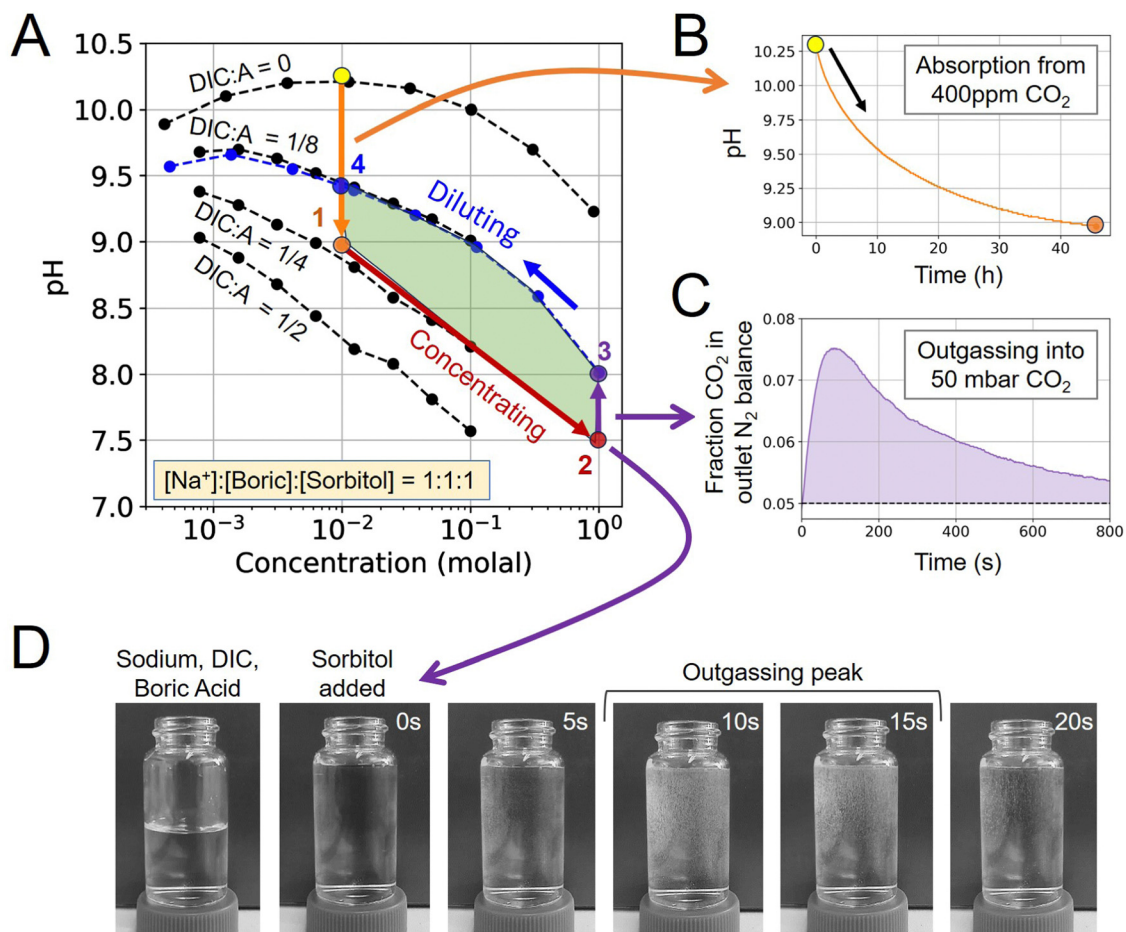 A
10.5
10.0
9.5
9.0
8.5
8.0
7.5
7.0
pH
DIC:A = 0
DIC:A = 1/8
DIC:A = 1/4
DIC:A = 1/2
4
1
Diluting
3
Concentrating
2
[Na⁺]:[Boric]:[Sorbitol] = 1:1:1
10⁻³
10⁻²
10⁻¹
10⁰
Concentration (molal)
B
10.25
10.00
9.75
9.50
9.25
9.00
pH
Absorption from
400ppm CO₂
0
10
20
30
40
Time (h)
C
0.08
0.07
0.06
0.05
Fraction CO₂ in
outlet N₂ balance
Outgassing into
50 mbar CO₂
0
200
400
600
800
Time (s)
D
Sodium, DIC,
Boric Acid
Sorbitol
added
Outgassing peak
0s
5s
10s
15s
20s